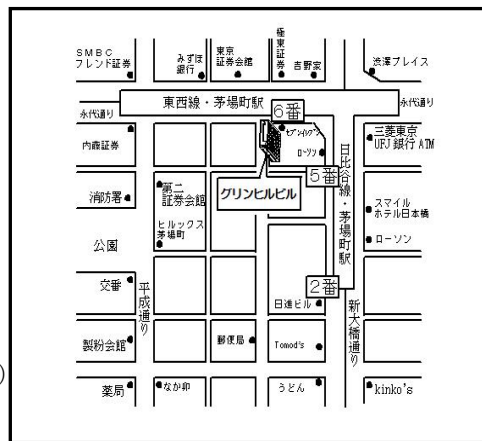 SMBC
フレンド証券
みずほ
銀行
東京
証券会館
極東証券
吉野家
渋澤プレイス
東西線・茅場町駅
6番
永代通り
永代通り
内藤証券
セブンイレブン
ローソン
日比谷線・茅場町駅
三菱東京
UFJ銀行ATM
5番
消防署
第二
証券会館
グリンヒルビル
スマイル
ホテル日本橋
ヒルックス
茅場町
ローソン
公園
2番
交番
平成通り
日進ビル
新大橋通り
製粉会館
郵便局
Tomod's
薬局
なか卯
うどん
kinko's
)